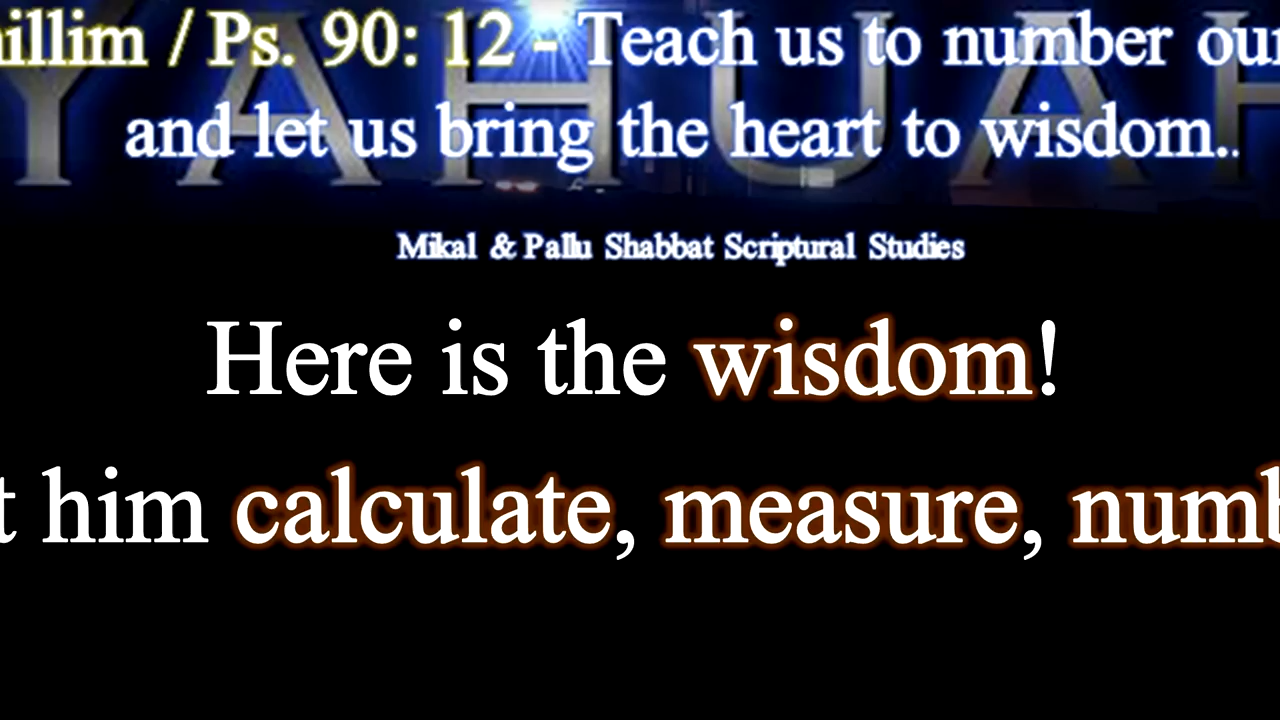 illim / Ps. 90: 12 - Teach us to number our
YAHUAH
and let us bring the heart to wisdom..
Mikal & Pallu Shabbat Scriptural Studies
Here is the wisdom!
t him calculate, measure, numb